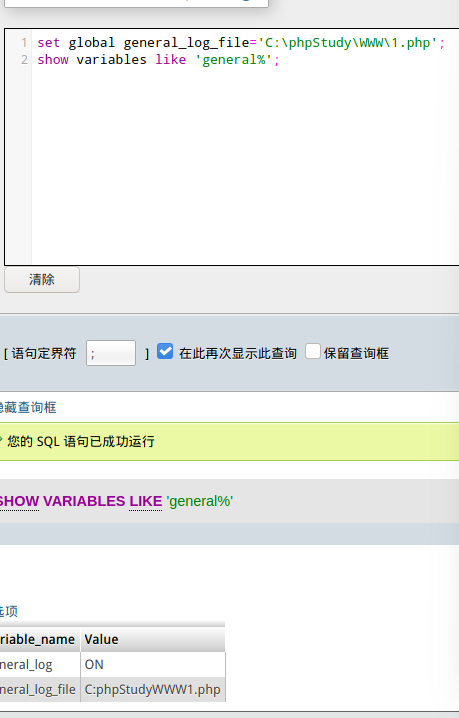 1 set global general_log_file='C:\phpStudy\WWW\1.php';
2 show variables like 'general%';
清除
[ 语句定界符 ; ] 在此再次显示此查询 保留查询框
隐藏查询框
您的 SQL 语句已成功运行
SHOW VARIABLES LIKE 'general%'
选项
riable_name Value
neral_log ON
neral_log_file C:phpStudyWWW1.php